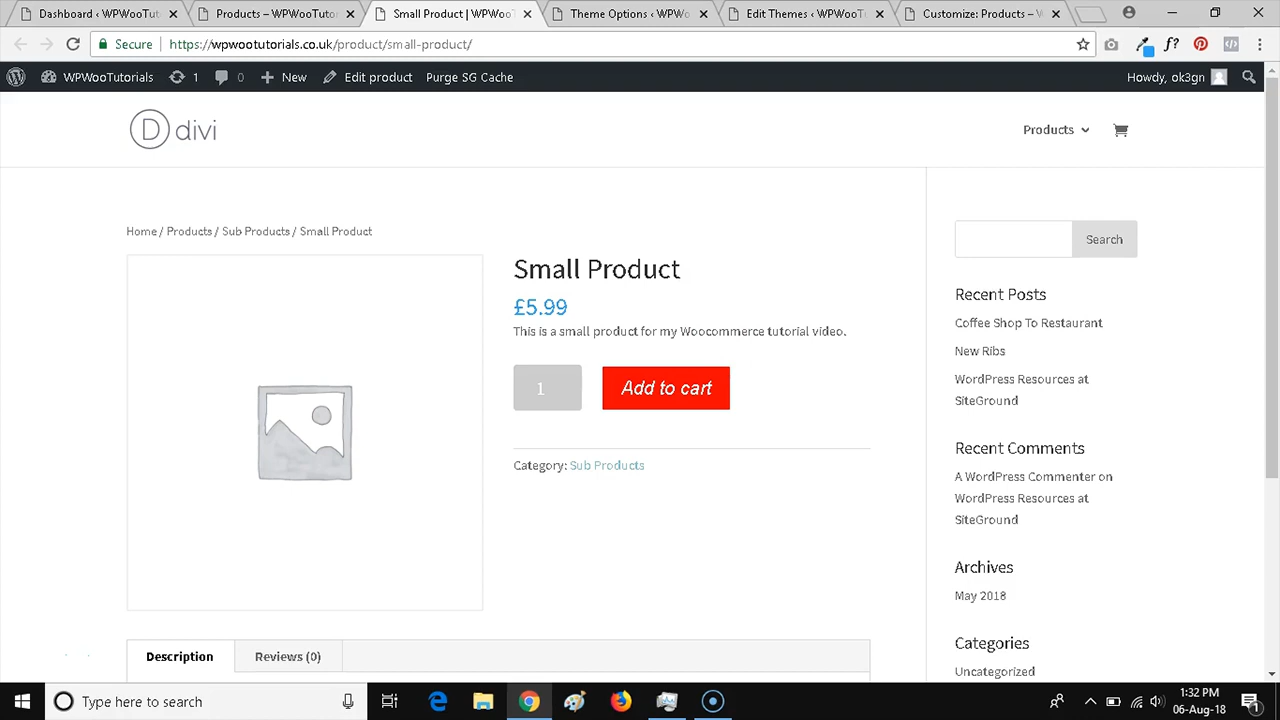 Dashboard ‹ WPWooTut
Products – WPWooTutor
Small Product | WPWooT
Theme Options ‹ WPWo
Edit Themes ‹ WPWooT
Customize: Products – W
Secure
https://wpwootutorials.co.uk/product/small-product/
f?
WPWooTutorials
1
0
New
Edit product
Purge SG Cache
Howdy, ok3gn
D divi
Products
Home / Products / Sub Products / Small Product
Search
Small Product
£5.99
This is a small product for my Woocommerce tutorial video.
1
Add to cart
Category: Sub Products
Recent Posts
Coffee Shop To Restaurant
New Ribs
WordPress Resources at
SiteGround
Recent Comments
A WordPress Commenter on
WordPress Resources at
SiteGround
Archives
May 2018
Categories
Uncategorized
Description
Reviews (0)
Type here to search
1:32 PM
06-Aug-18
1